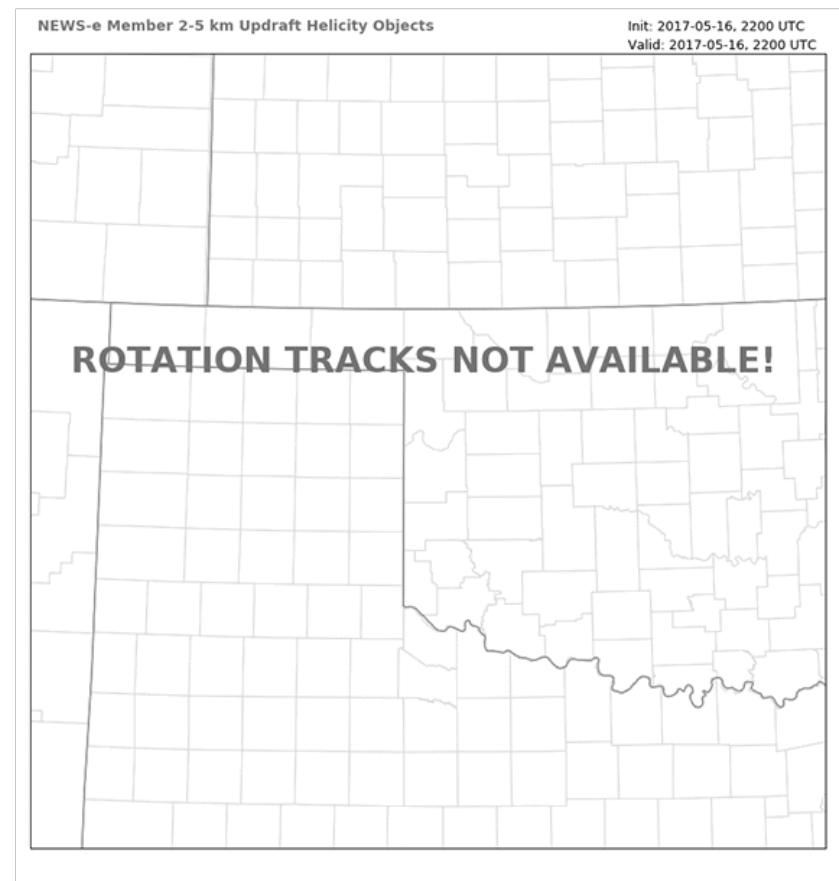 NEWS-e Member 2-5 km Updraft Helicity Objects
Init: 2017-05-16, 2200 UTC
Valid: 2017-05-16, 2200 UTC
ROTATION TRACKS NOT AVAILABLE!